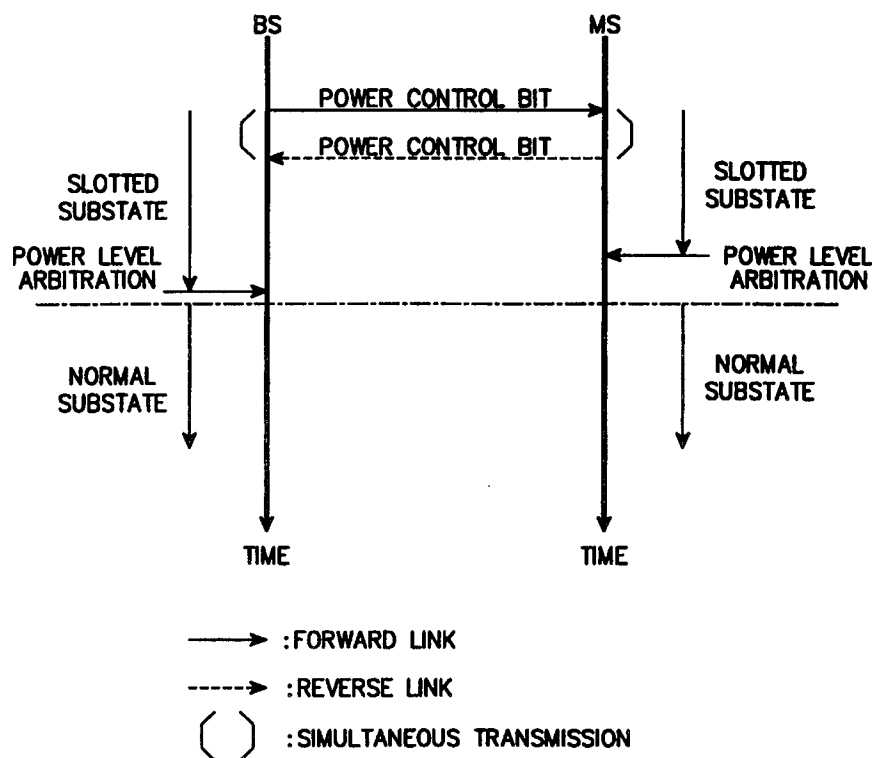 BS
MS
POWER CONTROL BIT
POWER CONTROL BIT
SLOTTED
SUBSTATE
SLOTTED
SUBSTATE
POWER LEVEL
ARBITRATION
POWER LEVEL
ARBITRATION
NORMAL
SUBSTATE
NORMAL
SUBSTATE
TIME
TIME
:FORWARD LINK
:REVERSE LINK
:SIMULTANEOUS TRANSMISSION